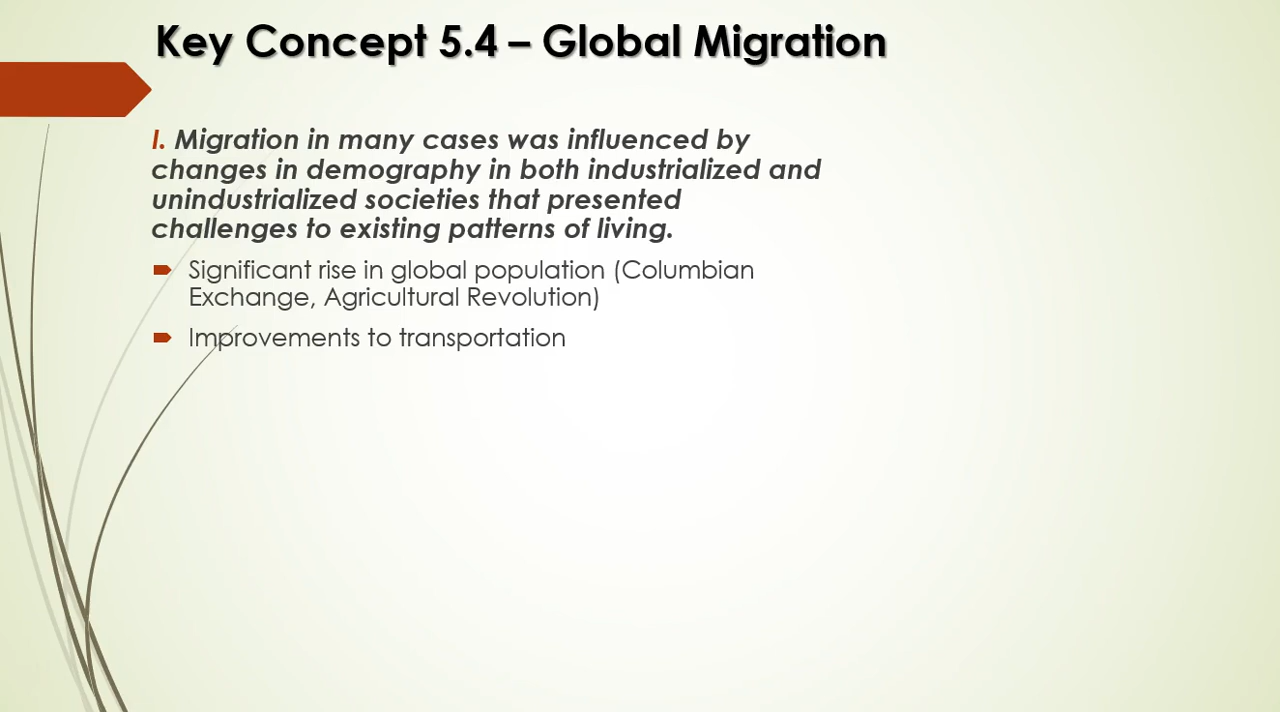 Key Concept 5.4 – Global Migration
I. Migration in many cases was influenced by
changes in demography in both industrialized and
unindustrialized societies that presented
challenges to existing patterns of living.
Significant rise in global population (Columbian
Exchange, Agricultural Revolution)
Improvements to transportation